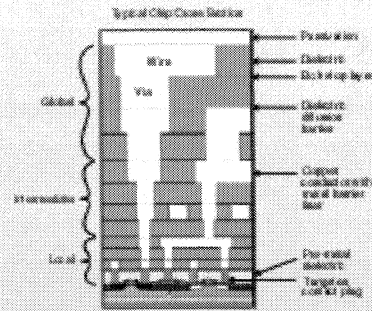 Typical Chip Cross Section
Passivation
Wire
Dielectric
Etch stop layer
Via
Global
Dielectric
diffusion
barrier
Copper
conductor with
metal barrier
liner
Intermediate
Local
Pre-metal
dielectric
Tungsten
contact plug